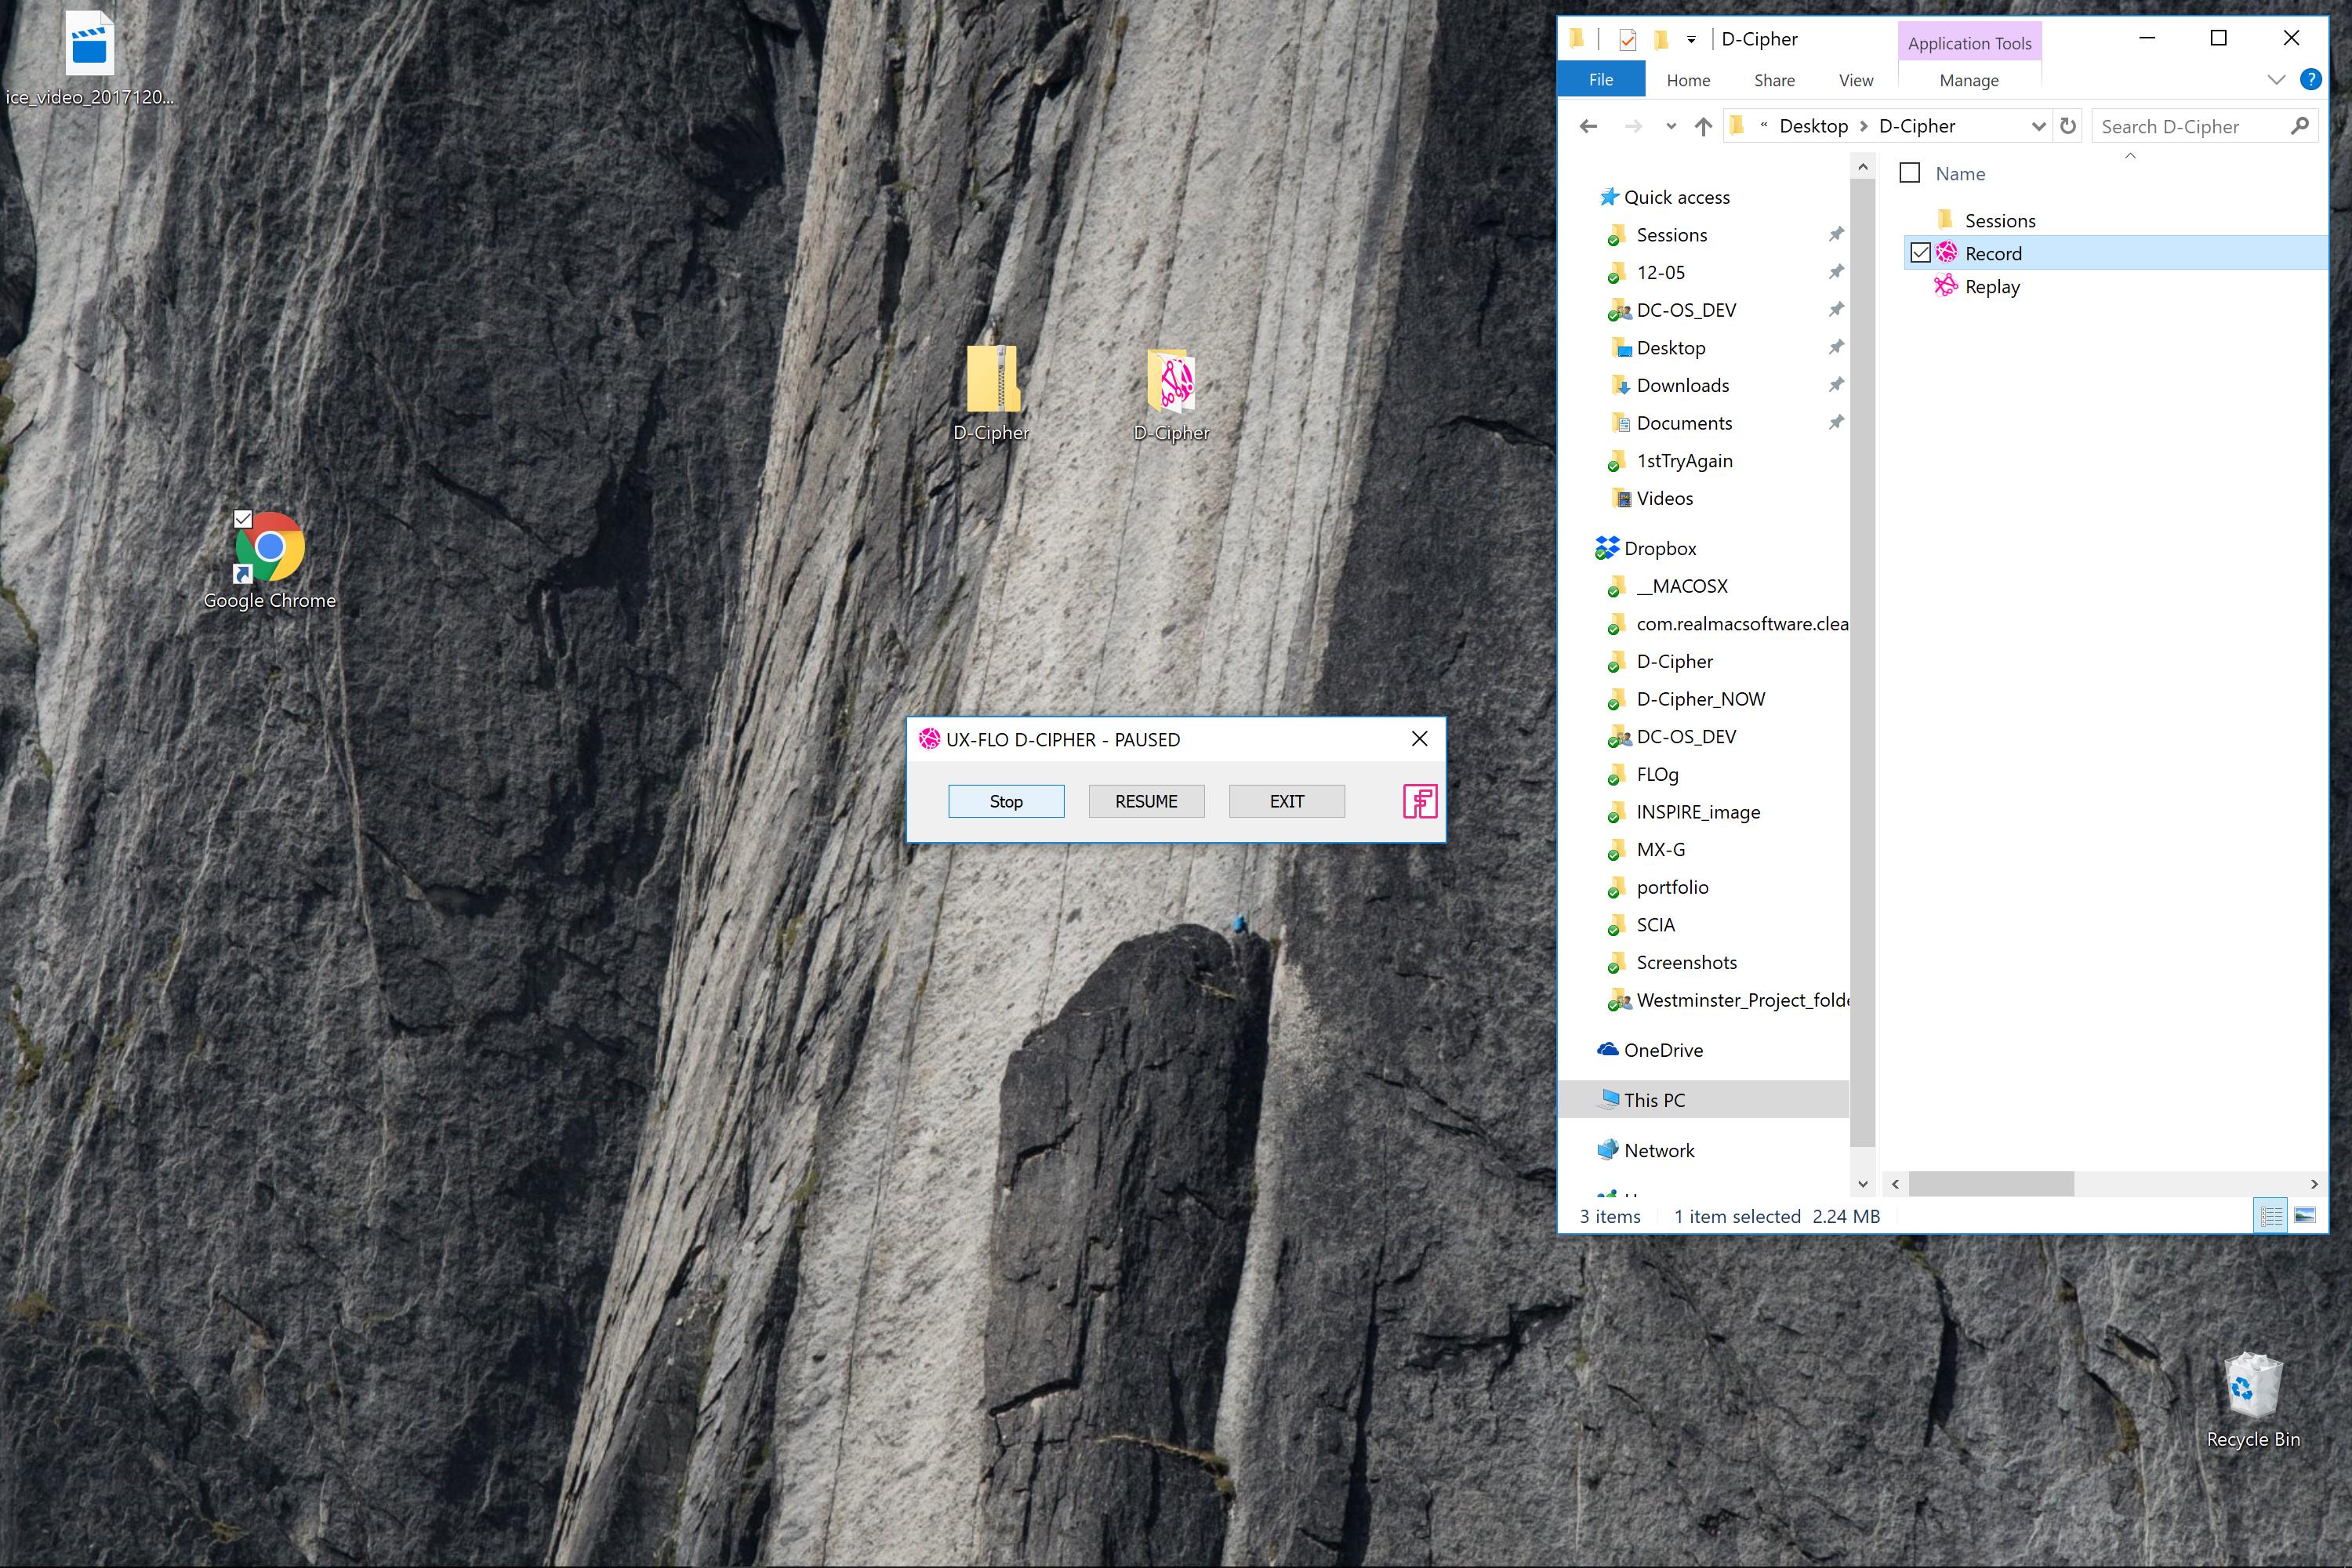 ice_video_2017120...
D-Cipher
D-Cipher
Google Chrome
UX-FLO D-CIPHER - PAUSED
Stop
RESUME
EXIT
D-Cipher
Application Tools
File
Home
Share
View
Manage
« Desktop > D-Cipher
Search D-Cipher
Quick access
Sessions
12-05
DC-OS_DEV
Desktop
Downloads
Documents
1stTryAgain
Videos
Dropbox
__MACOSX
com.realmacsoftware.clea
D-Cipher
D-Cipher_NOW
DC-OS_DEV
FLOg
INSPIRE_image
MX-G
portfolio
SCIA
Screenshots
Westminster_Project_folde
OneDrive
This PC
Network
Name
Sessions
Record
Replay
3 items
1 item selected 2.24 MB
Recycle Bin